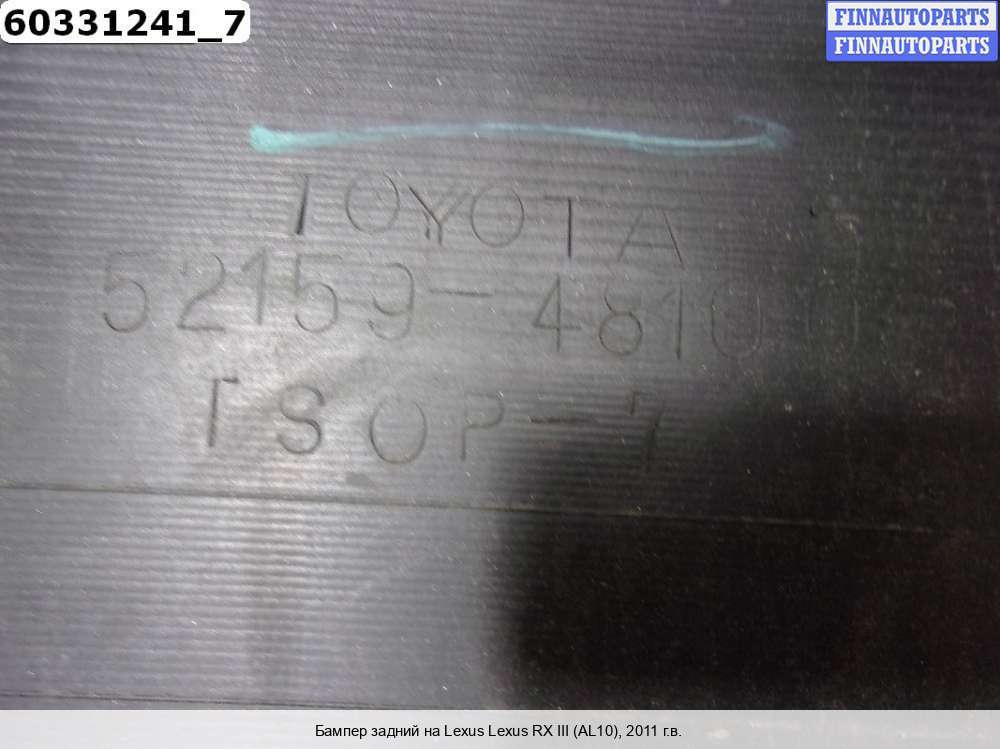 60331241_7
FINNAUTOPARTS
FINNAUTOPARTS
TOYOTA
52159-48100
TSOP-7
Бампер задний на Lexus Lexus RX III (AL10), 2011 г.в.